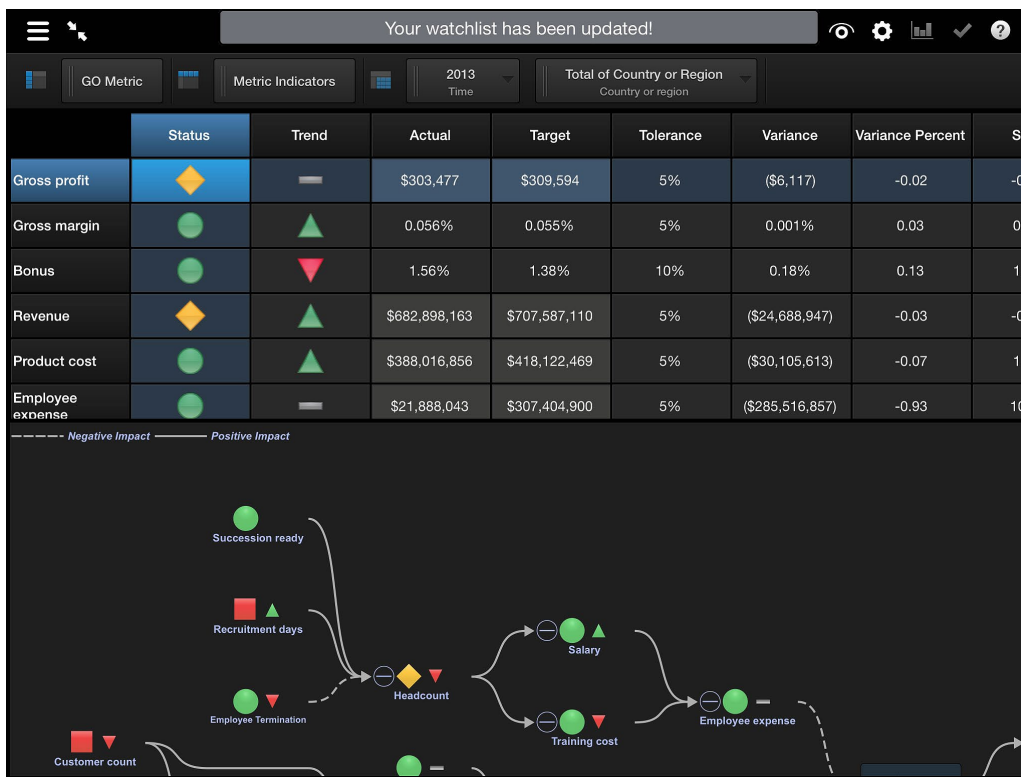 Your watchlist has been updated!
?
GO Metric
Metric Indicators
2013
Time
Total of Country or Region
Country or region
Status Trend Actual Target Tolerance Variance Variance Percent S
Gross profit $303,477 $309,594 5% ($6,117) -0.02
Gross margin 0.056% 0.055% 5% 0.001% 0.03
Bonus 1.56% 1.38% 10% 0.18% 0.13
Revenue $682,898,163 $707,587,110 5% ($24,688,947) -0.03
Product cost $388,016,856 $418,122,469 5% ($30,105,613) -0.07
Employee
expense $21,888,043 $307,404,900 5% ($285,516,857) -0.93
Negative Impact Positive Impact
Succession ready
Recruitment days
Salary
Headcount
Employee Termination
Employee expense
Training cost
Customer count